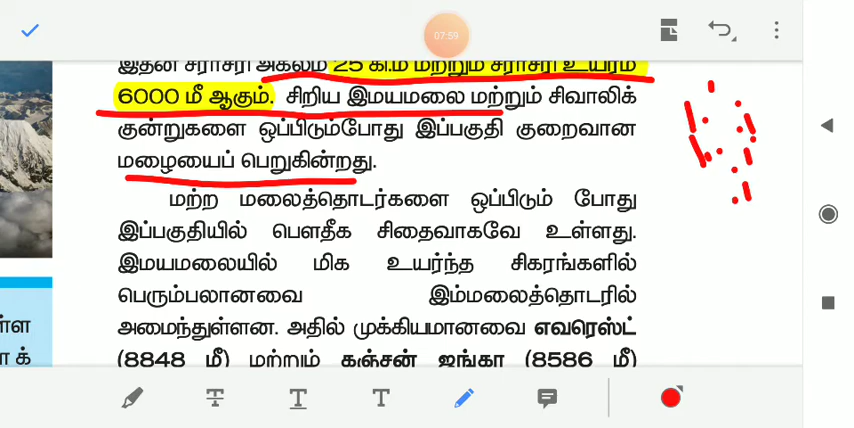 07:59
இதன் சராசரி அகலம் 25 கி.மீ மற்றும் சராசரி உயரம்
6000 மீ ஆகும். சிறிய இமயமலை மற்றும் சிவாலிக்
குன்றுகளை ஒப்பிடும்போது இப்பகுதி குறைவான
மழையைப் பெறுகின்றது.
மற்ற மலைத்தொடர்களை ஒப்பிடும் போது
இப்பகுதியில் பௌதீக சிதைவாகவே உள்ளது.
இமயமலையில் மிக உயர்ந்த சிகரங்களில்
பெரும்பலானவை இம்மலைத்தொடரில்
அமைந்துள்ளன. அதில் முக்கியமானவை எவரெஸ்ட்
(8848 மீ) மற்றும் கஞ்சன் ஜங்கா (8586 மீ)
ள்ள
க்
T T T